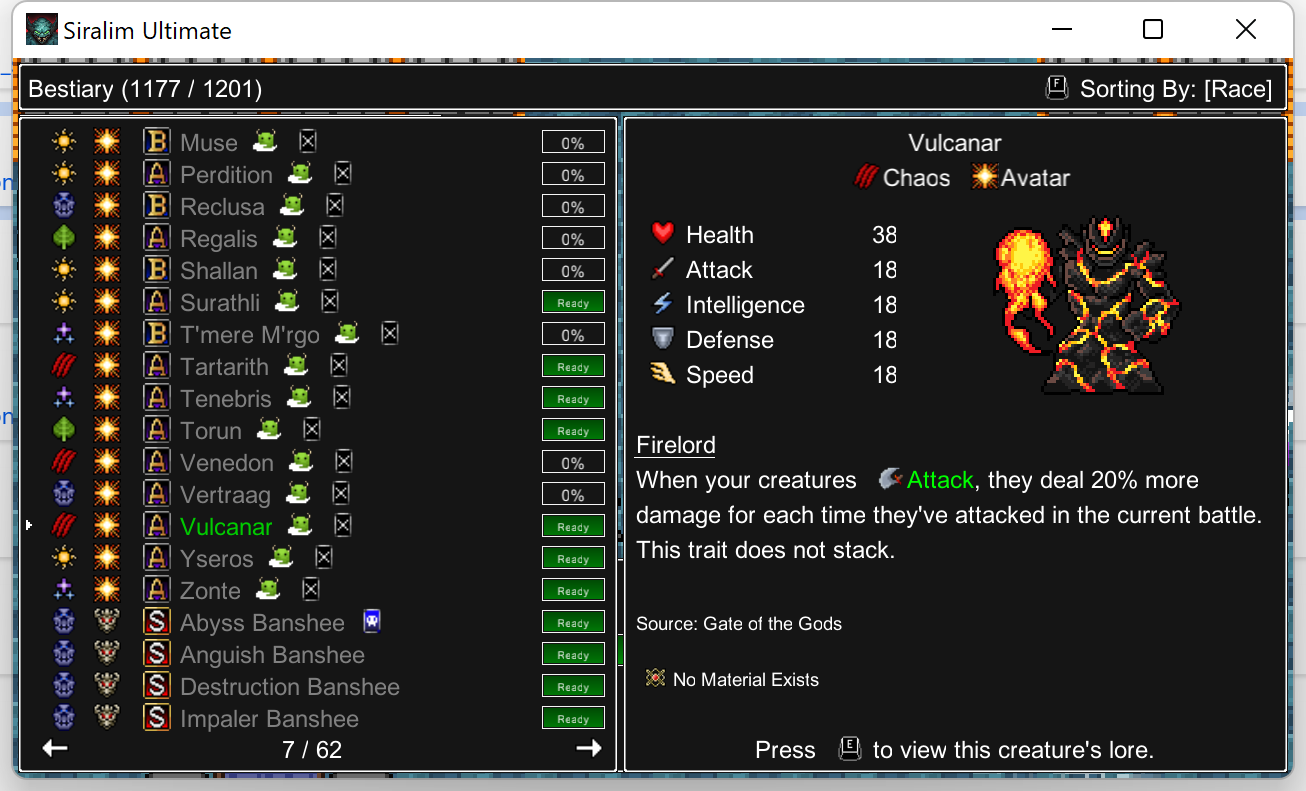 Siralim Ultimate
Bestiary (1177 / 1201)
F Sorting By: [Race]
B Muse 0%
A Perdition 0%
B Reclusa 0%
A Regalis 0%
B Shallan 0%
A Surathli Ready
B T'mere M'rgo 0%
A Tartarith Ready
A Tenebris Ready
A Torun Ready
A Venedon 0%
A Vertraag 0%
A Vulcanar Ready
A Yseros Ready
A Zonte Ready
S Abyss Banshee Ready
S Anguish Banshee Ready
S Destruction Banshee Ready
S Impaler Banshee Ready
7 / 62
Vulcanar
Chaos Avatar
Health 38
Attack 18
Intelligence 18
Defense 18
Speed 18
Firelord
When your creatures Attack, they deal 20% more
damage for each time they've attacked in the current battle.
This trait does not stack.
Source: Gate of the Gods
No Material Exists
Press E to view this creature's lore.